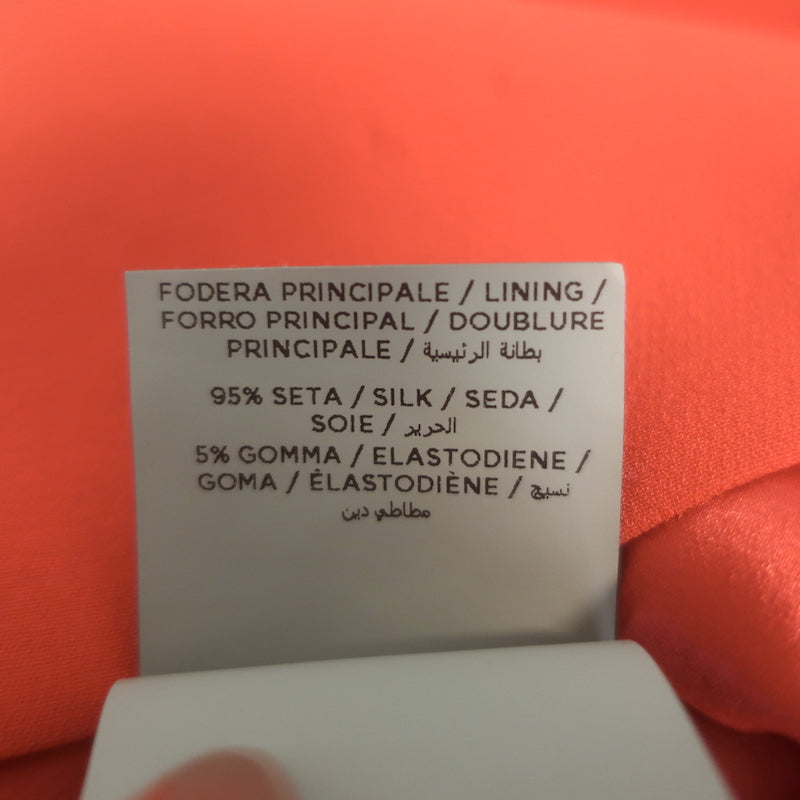 FODERA PRINCIPALE / LINING /
FORRO PRINCIPAL / DOUBLURE
PRINCIPALE / بطانة الرئيسية
95% SETA / SILK / SEDA /
SOIE / الحرير
5% GOMMA / ELASTODIENE /
GOMA / ÉLASTODIÈNE / نسيج
مطاطي دين